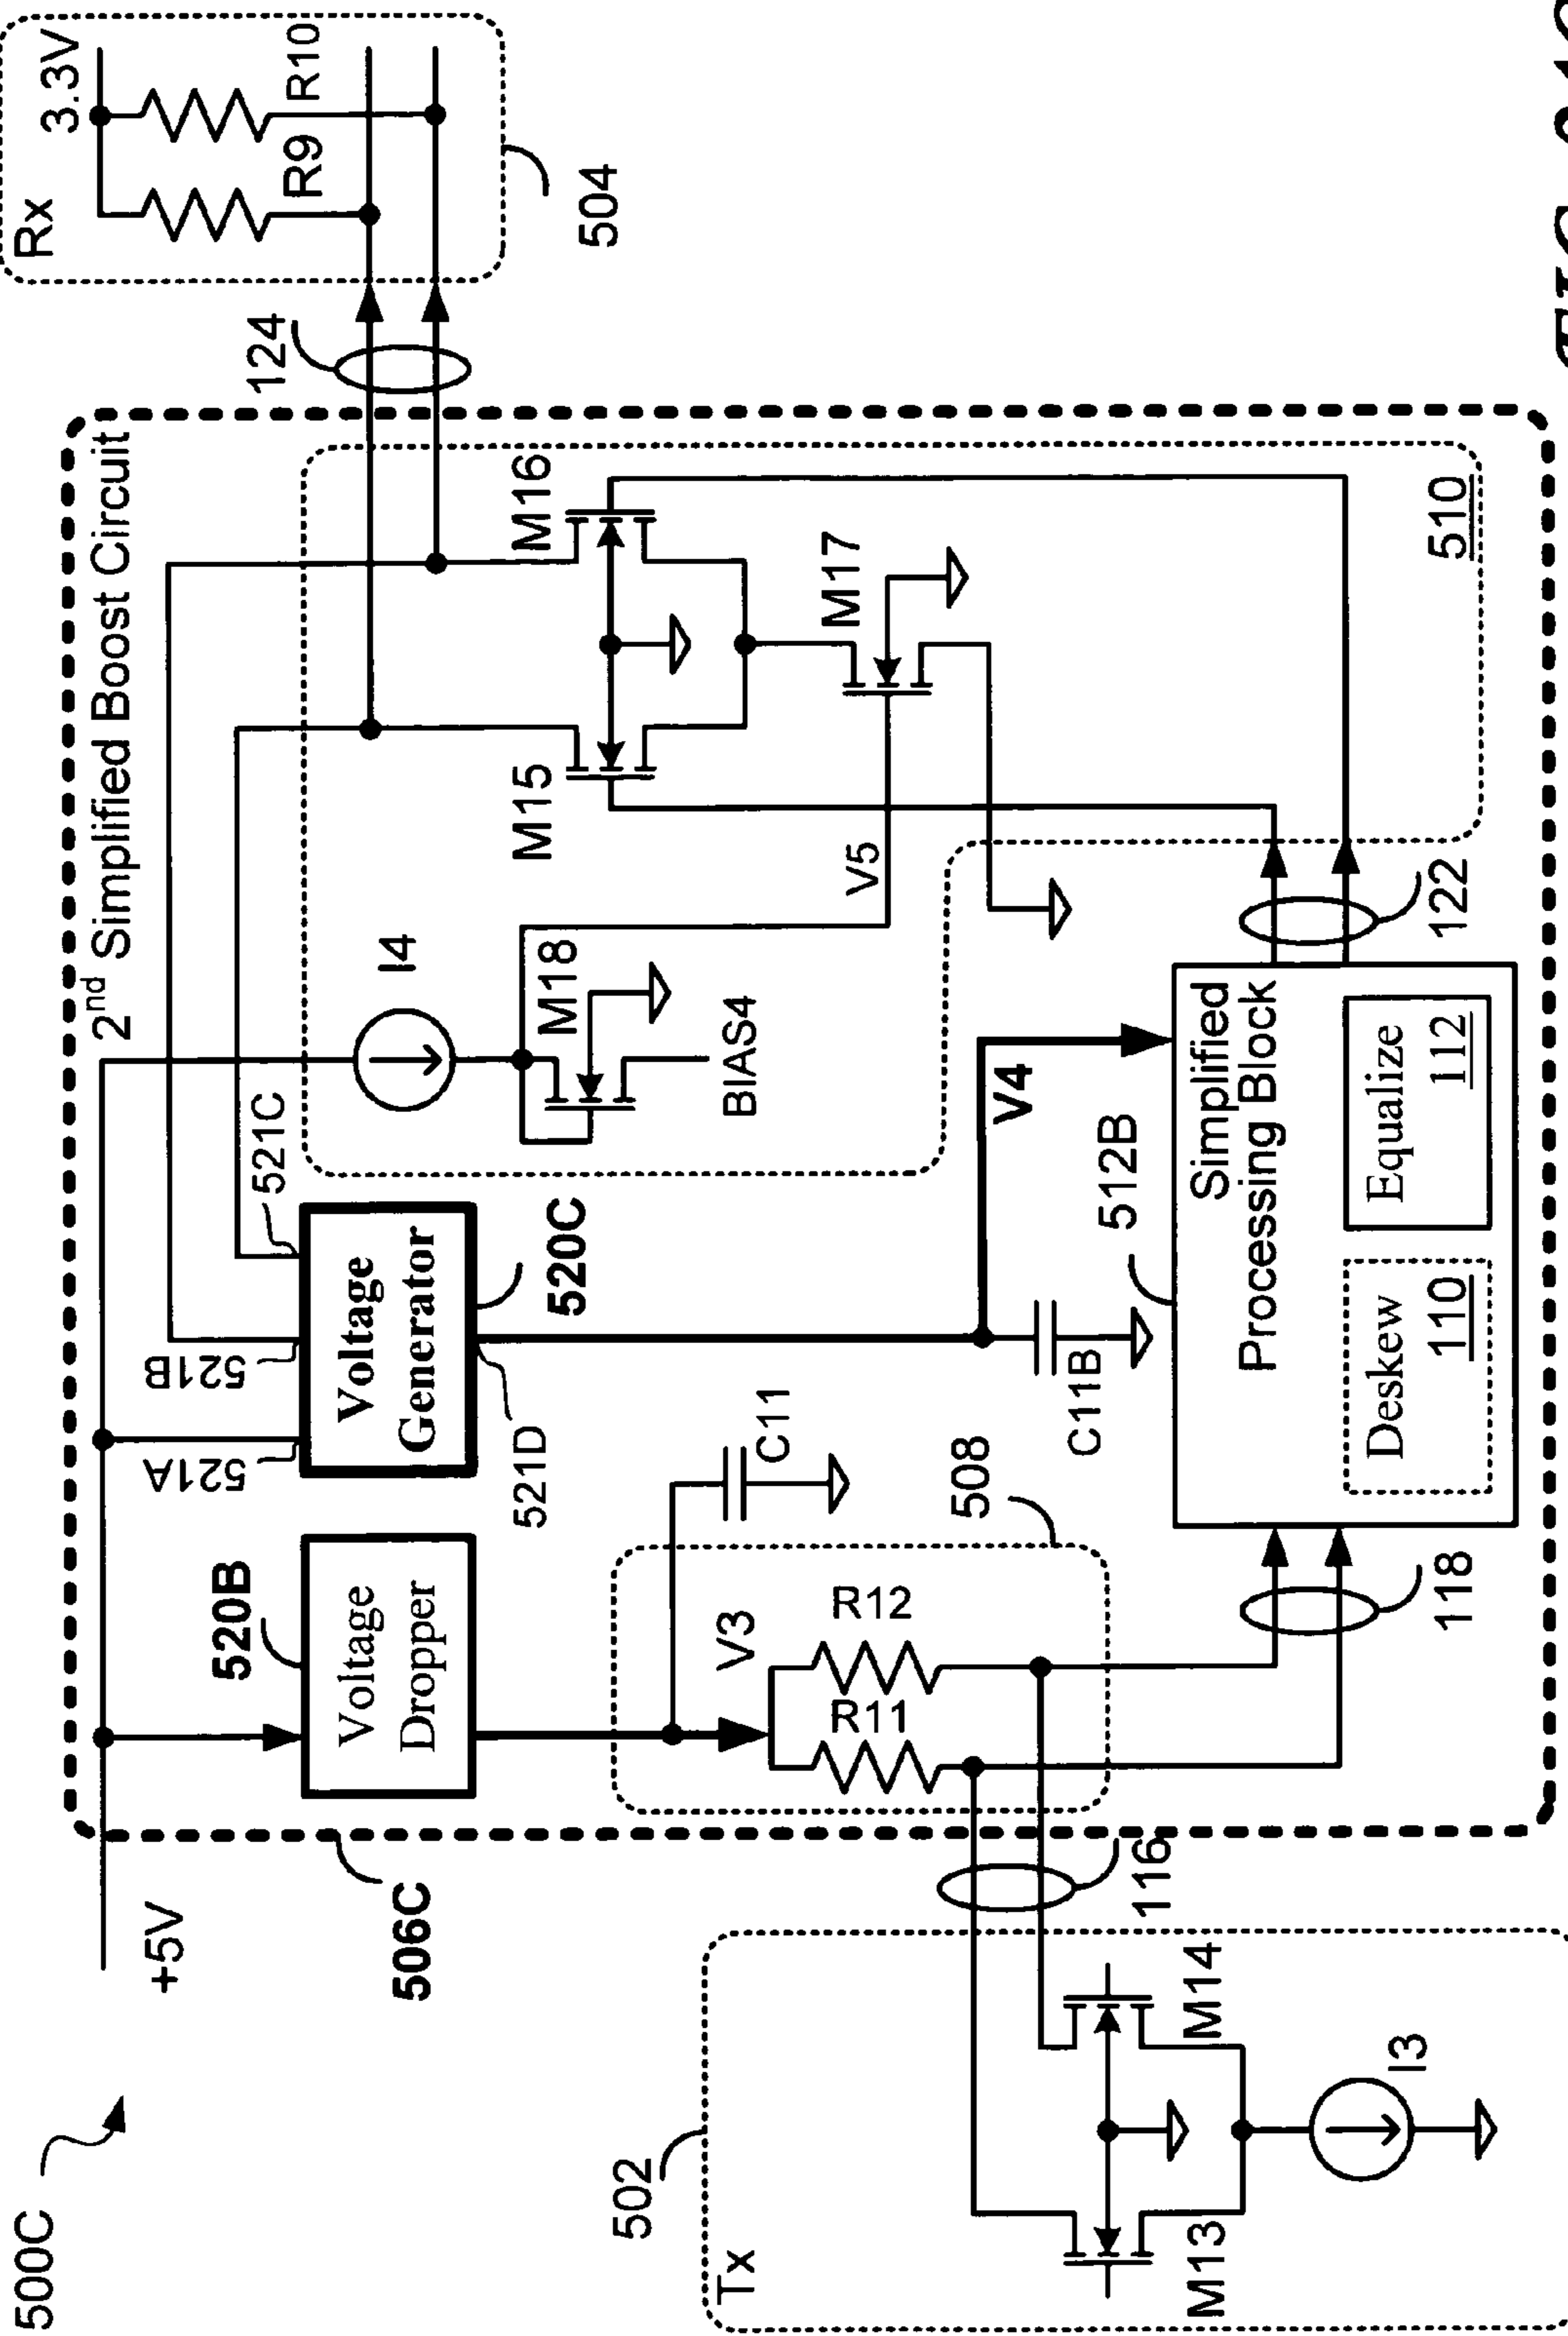 500C
+5V
2nd Simplified Boost Circuit
506C
520B
Voltage
Dropper
521A
521B
521C
Voltage
Generator
520C
521D
I4
M18
BIAS4
V5
M15
M16
M17
510
124
Rx
3.3V
R9
R10
504
C11
508
V3
R11
R12
C11B
V4
512B
Simplified
Processing Block
Deskew
110
Equalize
112
118
122
116
502
Tx
M13
M14
I3